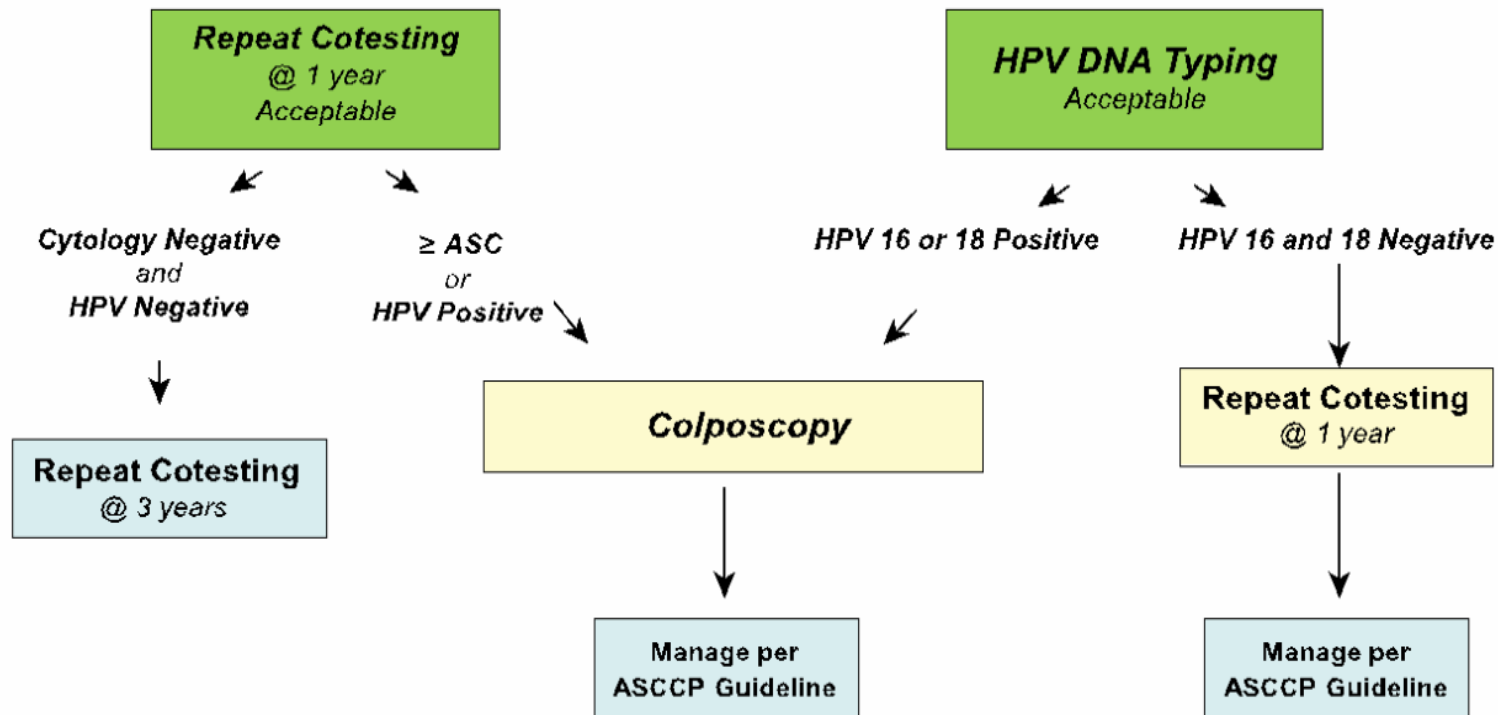 Repeat Cotesting
@ 1 year
Acceptable
HPV DNA Typing
Acceptable
Cytology Negative
and
HPV Negative
≥ ASC
or
HPV Positive
HPV 16 or 18 Positive
HPV 16 and 18 Negative
Repeat Cotesting
@ 3 years
Colposcopy
Repeat Cotesting
@ 1 year
Manage per
ASCCP Guideline
Manage per
ASCCP Guideline